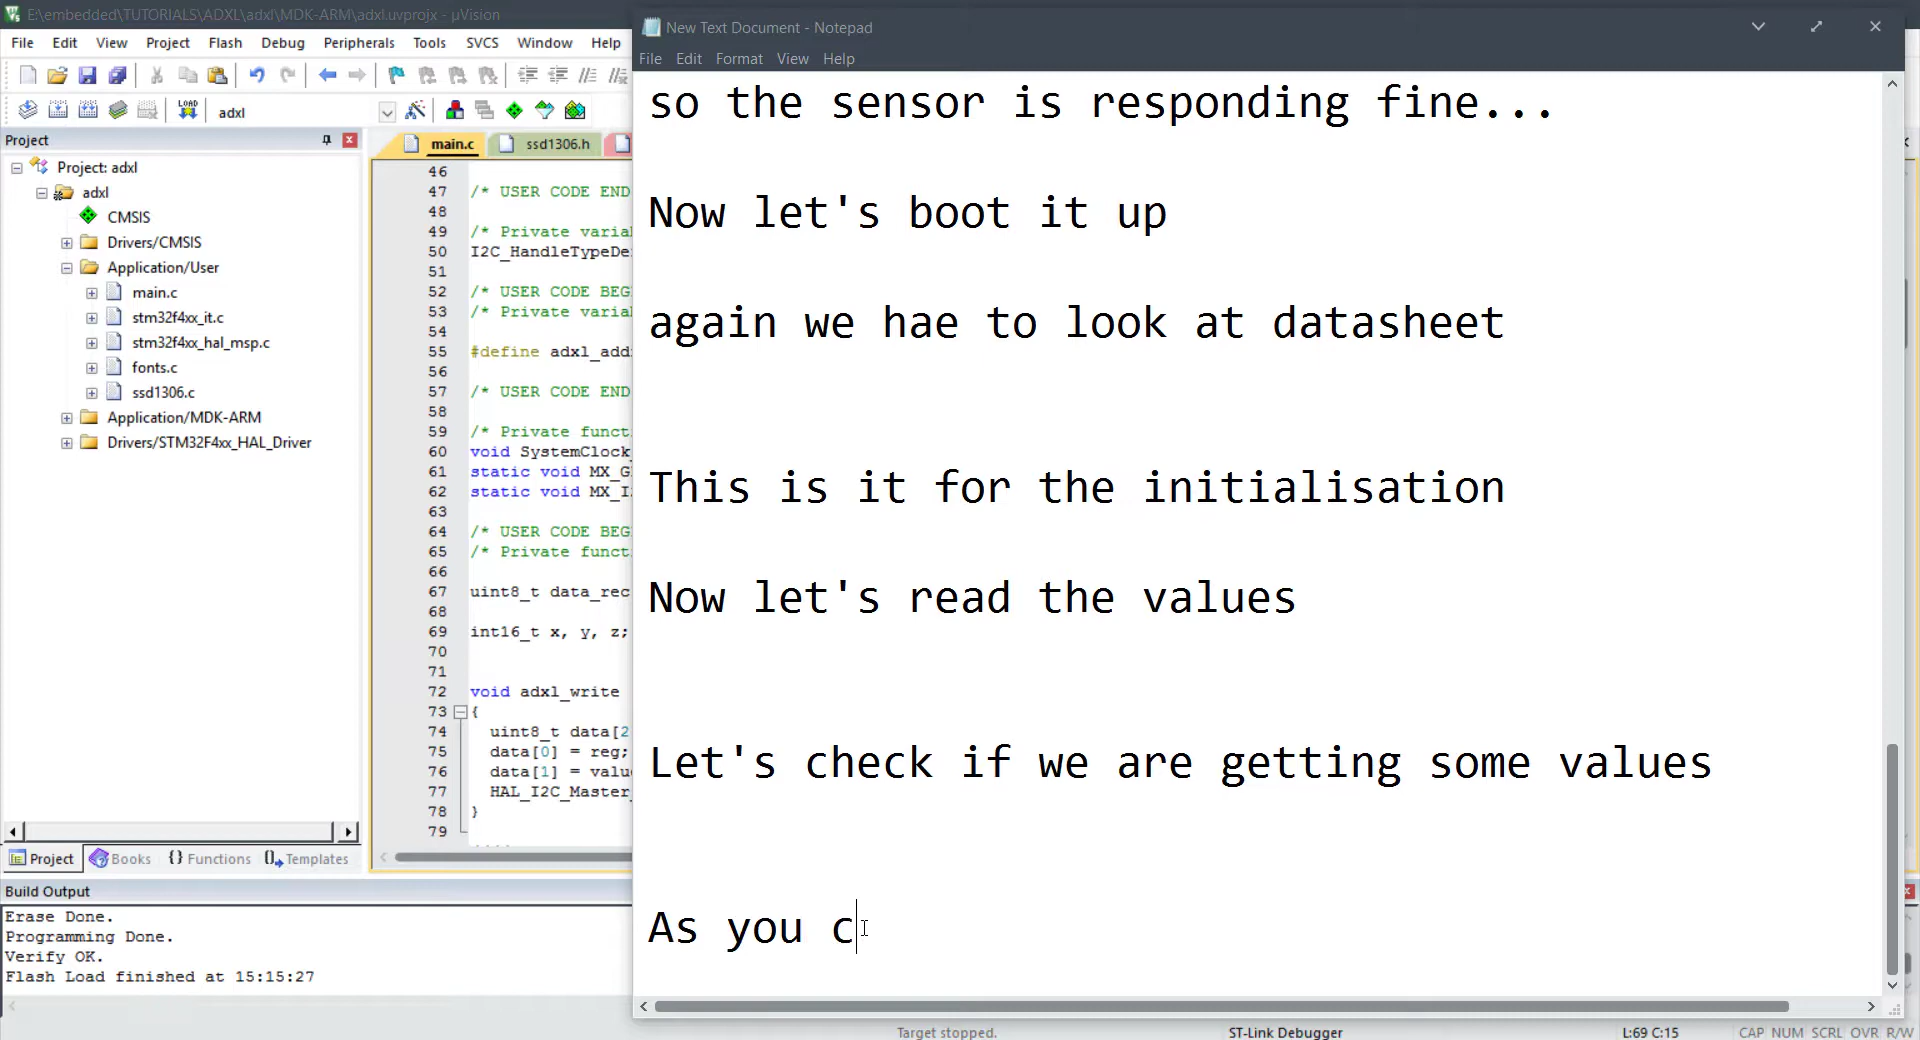 E:\embedded\TUTORIALS\ADXL\adxl\MDK-ARM\adxl.uvprojx - µVision
File Edit View Project Flash Debug Peripherals Tools SVCS Window Help
LOAD
adxl
Project
main.c
ssd1306.h
Project: adxl
adxl
CMSIS
Drivers/CMSIS
Application/User
main.c
stm32f4xx_it.c
stm32f4xx_hal_msp.c
fonts.c
ssd1306.c
Application/MDK-ARM
Drivers/STM32F4xx_HAL_Driver
Project Books {} Functions Templates
46
47 /* USER CODE END
48
49 /* Private varia
50 I2C_HandleTypeDe
51
52 /* USER CODE BEG
53 /* Private varia
54
55 #define adxl_add
56
57 /* USER CODE END
58
59 /* Private funct
60 void SystemClock_
61 static void MX_G
62 static void MX_I
63
64 /* USER CODE BEG
65 /* Private funct
66
67 uint8_t data_rec
68
69 int16_t x, y, z;
70
71
72 void adxl_write
73 {
74 uint8_t data[2
75 data[0] = reg;
76 data[1] = valu
77 HAL_I2C_Master_
78 }
79
Build Output
Erase Done.
Programming Done.
Verify OK.
Flash Load finished at 15:15:27
New Text Document - Notepad
File Edit Format View Help
so the sensor is responding fine...
Now let's boot it up
again we hae to look at datasheet
This is it for the initialisation
Now let's read the values
Let's check if we are getting some values
As you c
Target stopped. ST-Link Debugger L:69 C:15 CAP NUM SCRL OVR R/W